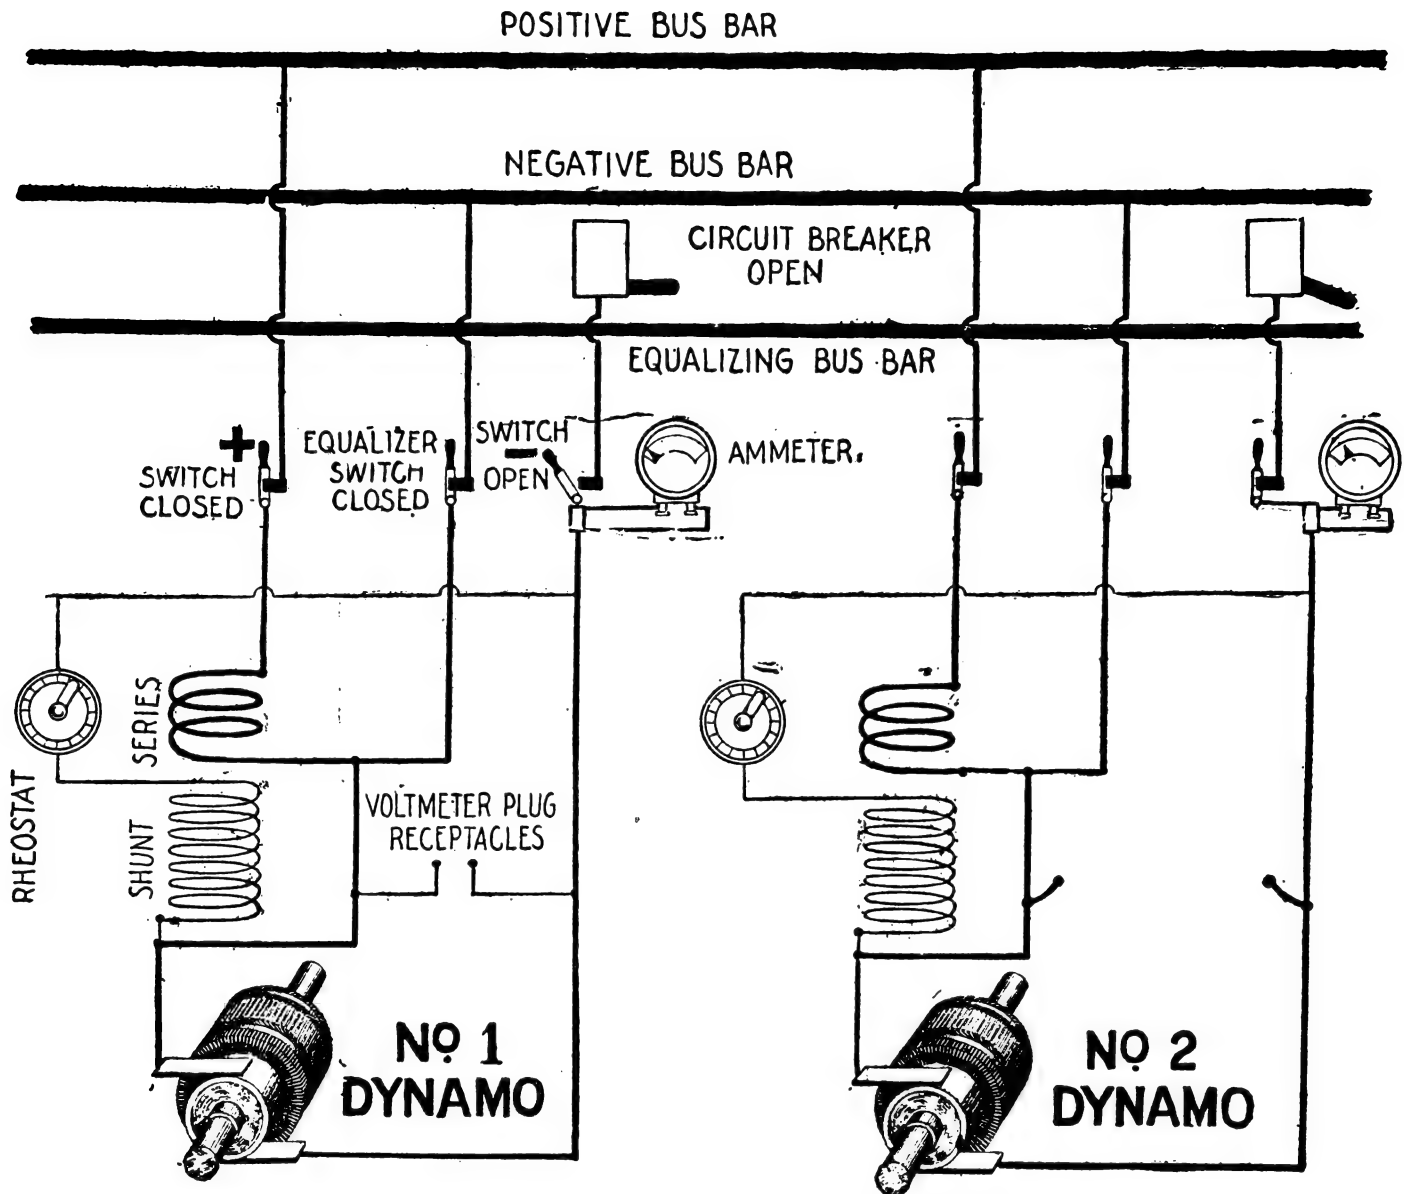 POSITIVE BUS BAR
NEGATIVE BUS BAR
CIRCUIT BREAKER
OPEN
EQUALIZING BUS BAR
+
SWITCH
CLOSED
EQUALIZER
SWITCH
CLOSED
SWITCH
–
OPEN
AMMETER.
RHEOSTAT
SERIES
SHUNT
VOLTMETER PLUG
RECEPTACLES
NO 1
DYNAMO
NO 2
DYNAMO